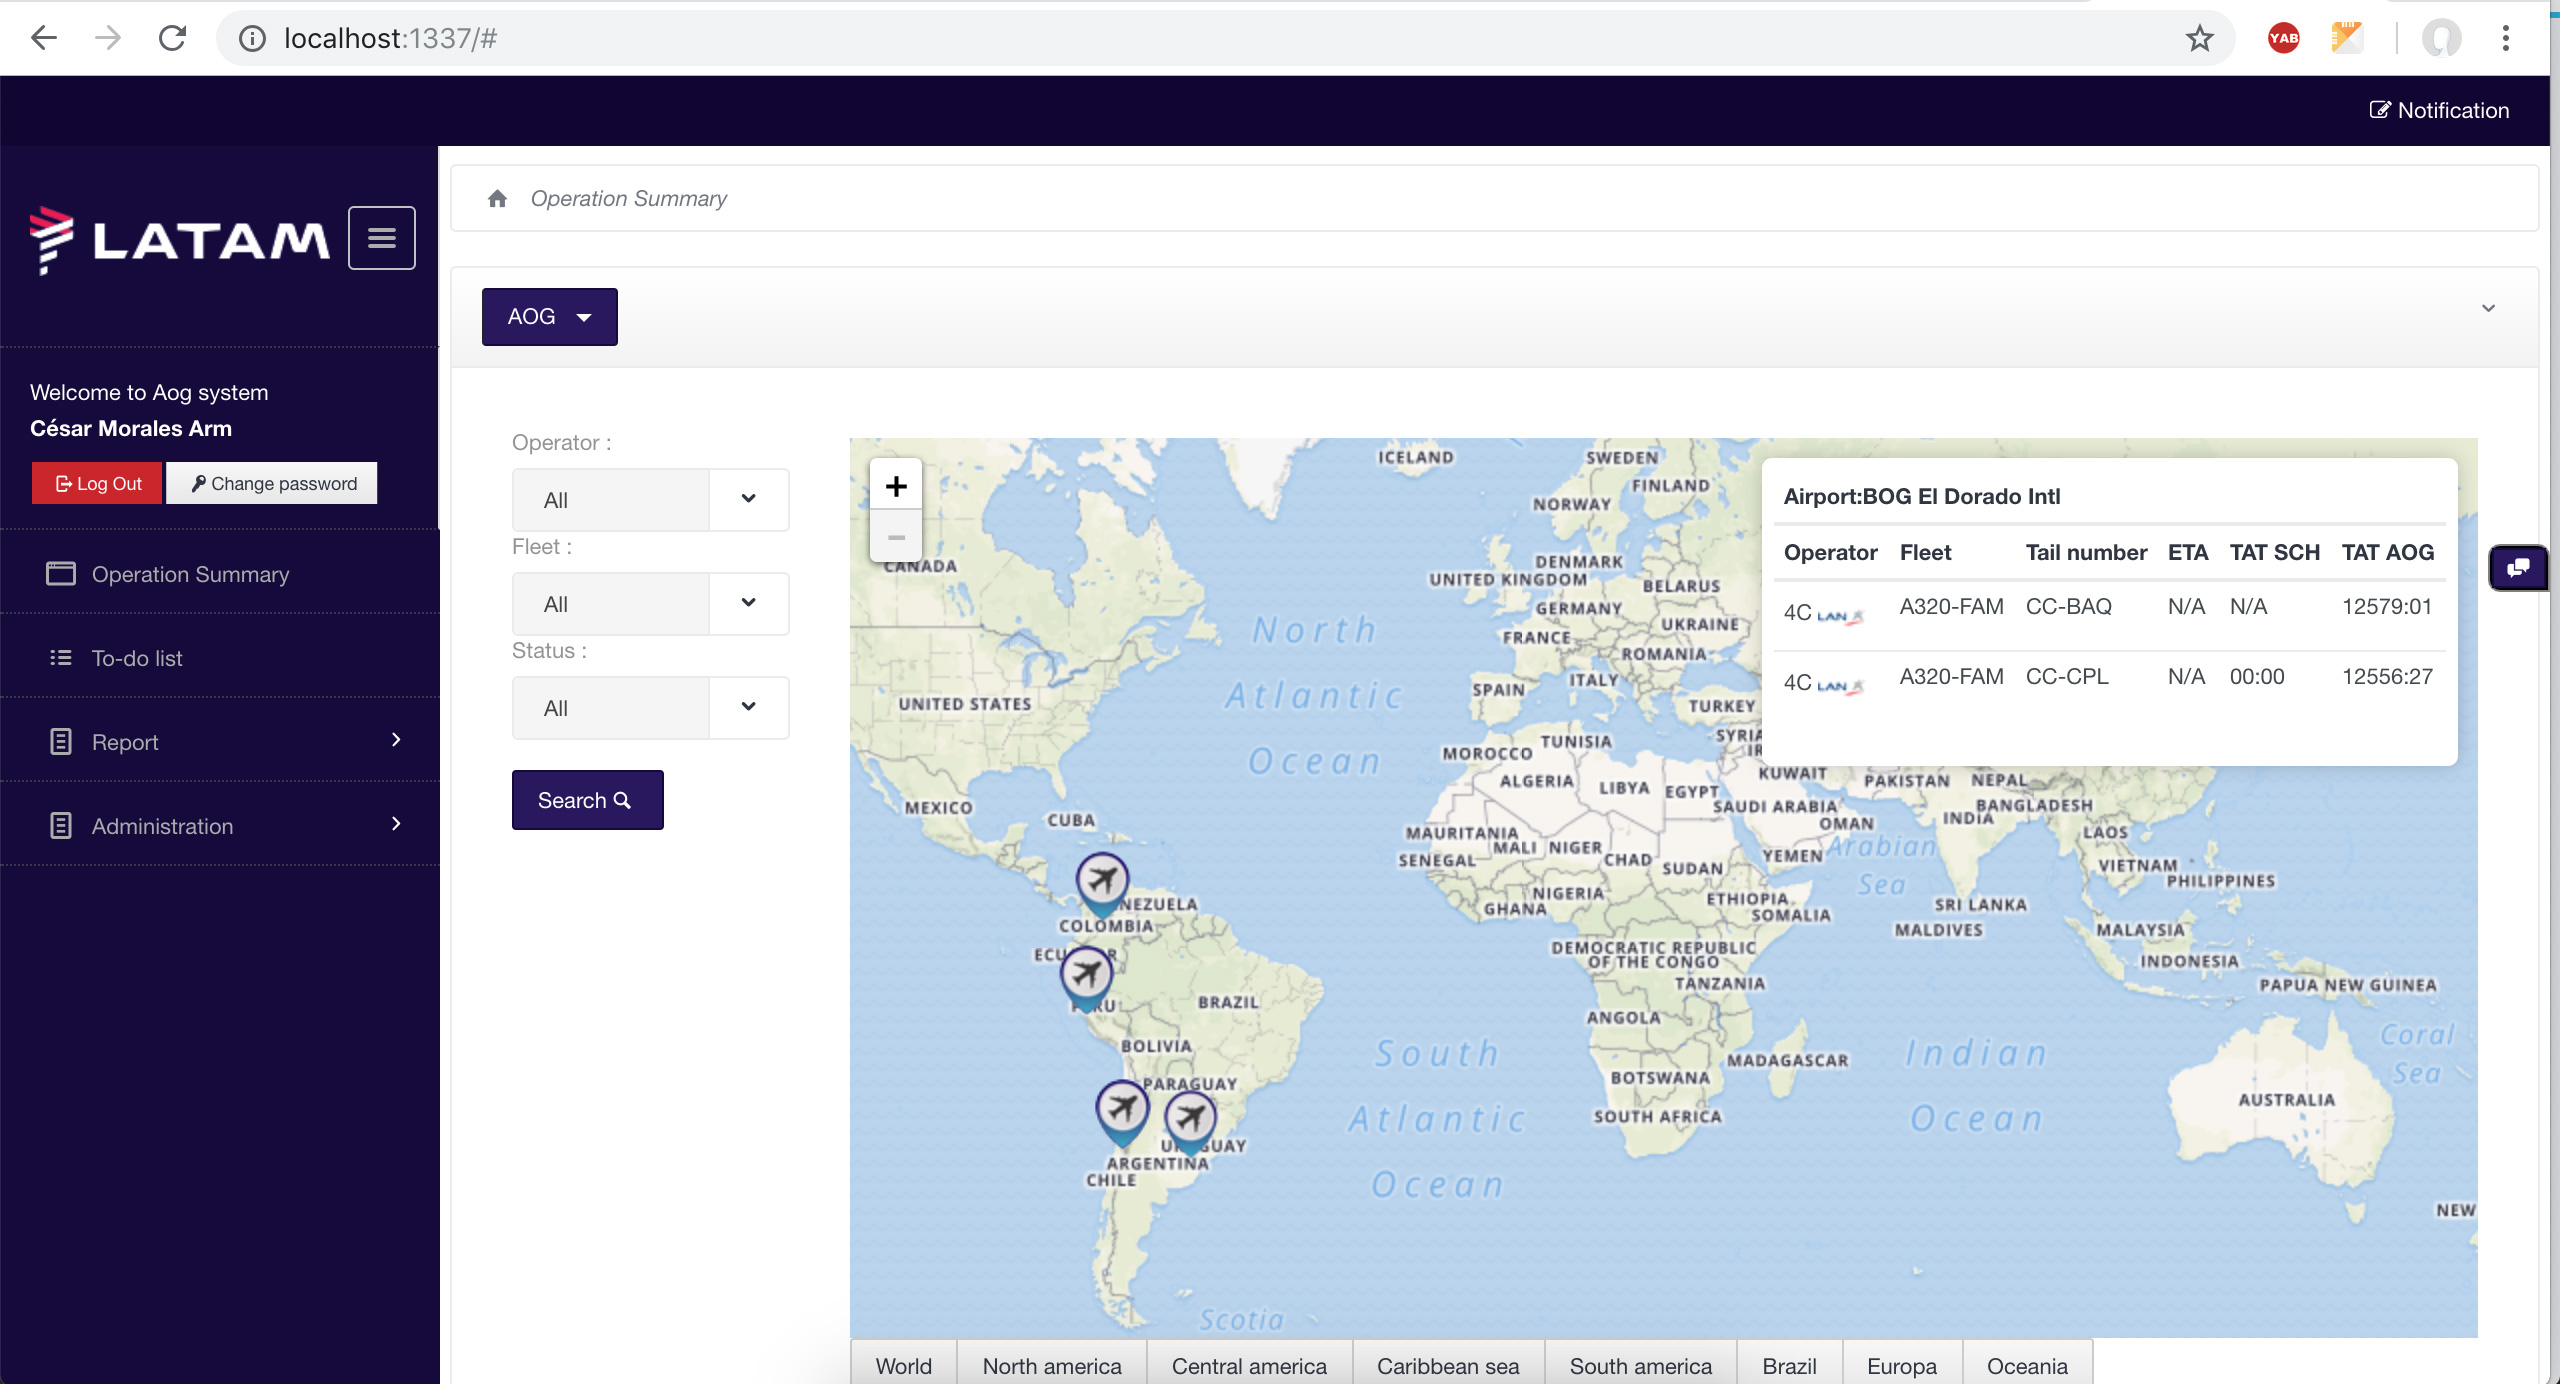 localhost:1337/#
YAB
Notification
LATAM
Operation Summary
AOG
Welcome to Aog system
César Morales Arm
Log Out
Change password
Operation Summary
To-do list
Report
Administration
Operator :
All
Fleet :
All
Status :
All
Search
+
−
Airport:BOG El Dorado Intl
Operator Fleet Tail number ETA TAT SCH TAT AOG
4C LAN A320-FAM CC-BAQ N/A N/A 12579:01
4C LAN A320-FAM CC-CPL N/A 00:00 12556:27
ICELAND
SWEDEN
FINLAND
NORWAY
CANADA
DENMARK
UNITED KINGDOM
BELARUS
GERMANY
UKRAINE
FRANCE
ROMANIA
ITALY
SPAIN
TURKEY
UNITED STATES
North
Atlantic
Ocean
TUNISIA
SYRIA
MOROCCO
ALGERIA
LIBYA
EGYPT
KUWAIT
PAKISTAN
NEPAL
SAUDI ARABIA
BANGLADESH
MEXICO
CUBA
OMAN
INDIA
LAOS
MAURITANIA
MALI
NIGER
CHAD
SUDAN
YEMEN
Arabian
Sea
SENEGAL
VIETNAM
PHILIPPINES
NIGERIA
GHANA
ETHIOPIA
SOMALIA
SRI LANKA
MALDIVES
MALAYSIA
NEZUELA
COLOMBIA
DEMOCRATIC REPUBLIC
OF THE CONGO
INDONESIA
TANZANIA
PAPUA NEW GUINEA
BRAZIL
ANGOLA
BOLIVIA
South
Atlantic
Ocean
MADAGASCAR
Indian
Ocean
Coral
Sea
BOTSWANA
PARAGUAY
AUSTRALIA
SOUTH AFRICA
ARGENTINA
CHILE
NEW
Scotia
World
North america
Central america
Caribbean sea
South america
Brazil
Europa
Oceania